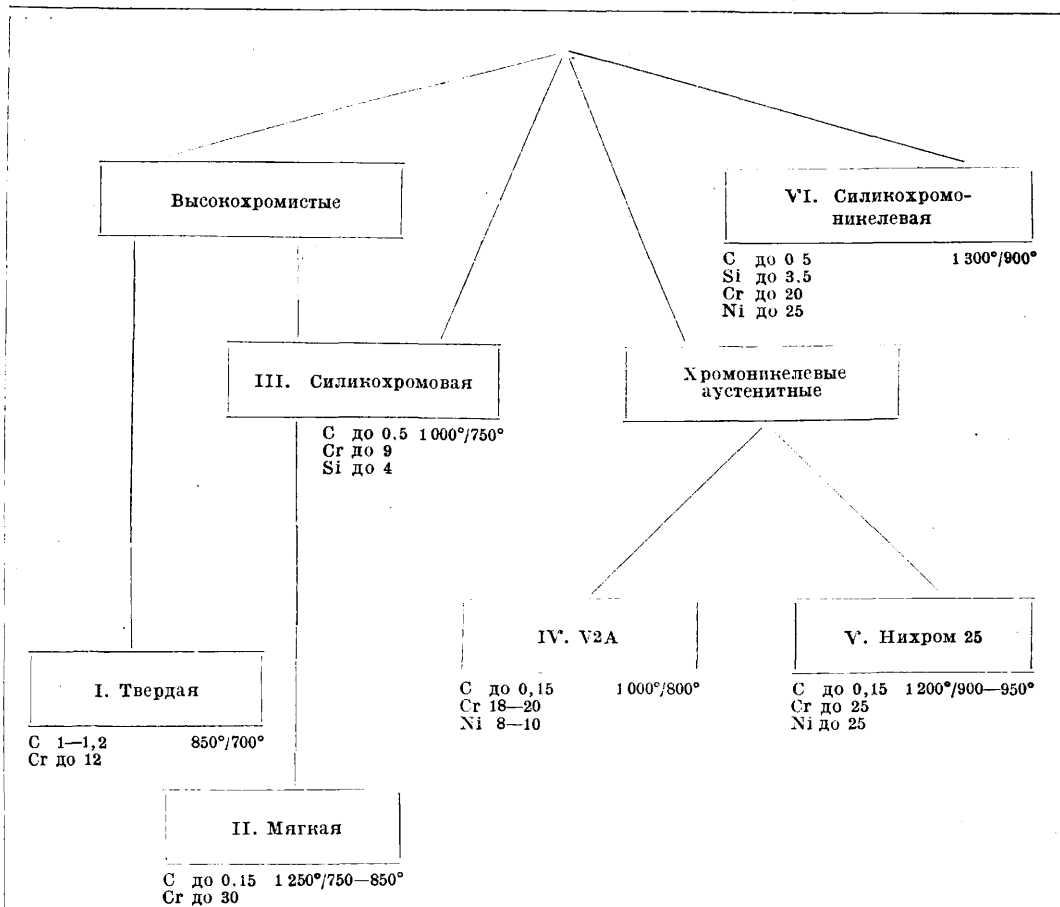 Высокохромистые
VI. Силикохромо-
никелевая
C до 0 5 1 300°/900°
Si до 3,5
Cr до 20
Ni до 25
III. Силикохромовая
C до 0,5 1 000°/750°
Cr до 9
Si до 4
Хромоникелевые
аустенитные
IV. V2A
C до 0,15 1 000°/800°
Cr 18—20
Ni 8—10
V. Нихром 25
C до 0,15 1 200°/900—950°
Cr до 25
Ni до 25
I. Твердая
C 1—1,2 850°/700°
Cr до 12
II. Мягкая
C до 0,15 1 250°/750—850°
Cr до 30